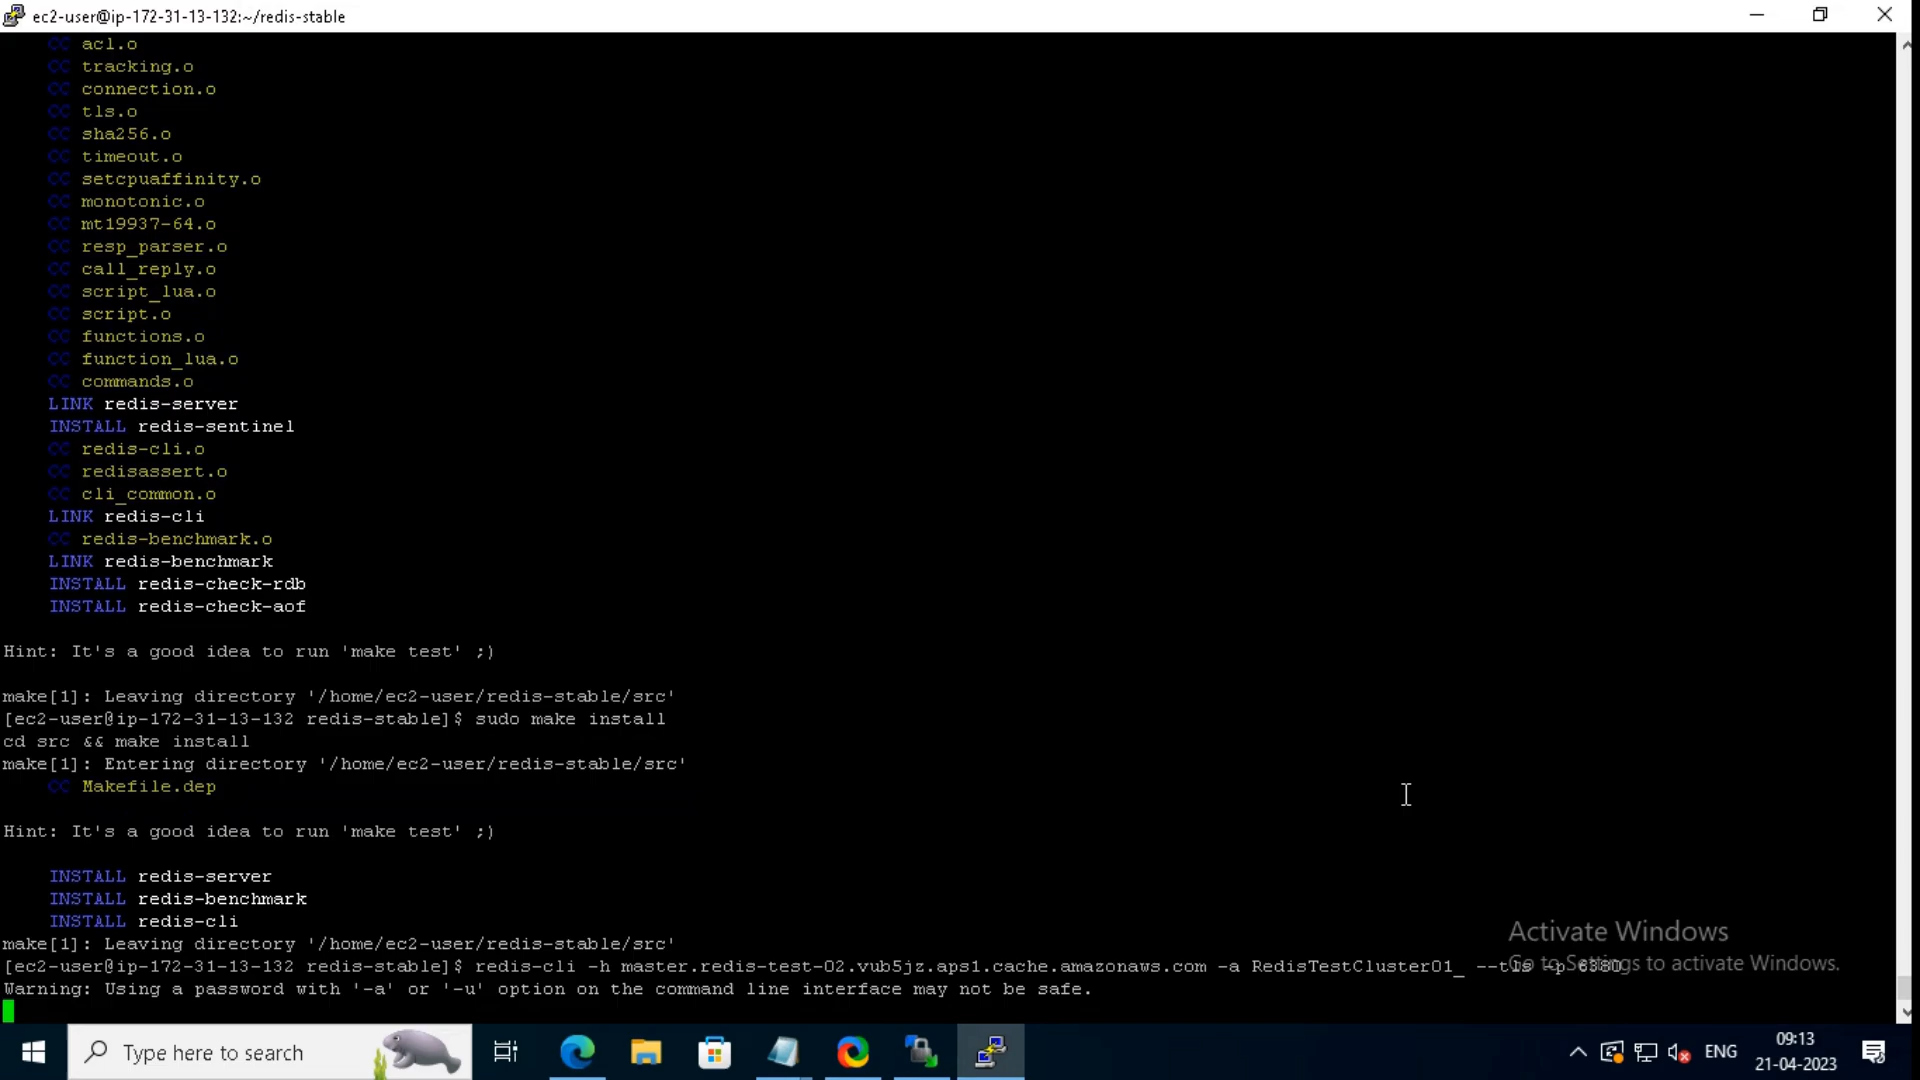 ec2-user@ip-172-31-13-132:~/redis-stable
CC acl.o
CC tracking.o
CC connection.o
CC tls.o
CC sha256.o
CC timeout.o
CC setcpuaffinity.o
CC monotonic.o
CC mt19937-64.o
CC resp_parser.o
CC call_reply.o
CC script_lua.o
CC script.o
CC functions.o
CC function_lua.o
CC commands.o
LINK redis-server
INSTALL redis-sentinel
CC redis-cli.o
CC redisassert.o
CC cli_common.o
LINK redis-cli
CC redis-benchmark.o
LINK redis-benchmark
INSTALL redis-check-rdb
INSTALL redis-check-aof
Hint: It's a good idea to run 'make test' ;)
make[1]: Leaving directory '/home/ec2-user/redis-stable/src'
[ec2-user@ip-172-31-13-132 redis-stable]$ sudo make install
cd src && make install
make[1]: Entering directory '/home/ec2-user/redis-stable/src'
CC Makefile.dep
Hint: It's a good idea to run 'make test' ;)
INSTALL redis-server
INSTALL redis-benchmark
INSTALL redis-cli
make[1]: Leaving directory '/home/ec2-user/redis-stable/src'
[ec2-user@ip-172-31-13-132 redis-stable]$ redis-cli -h master.redis-test-02.vub5jz.aps1.cache.amazonaws.com -a RedisTestCluster01_ --tls -p 6380
Warning: Using a password with '-a' or '-u' option on the command line interface may not be safe.
Activate Windows
Go to Settings to activate Windows.
Type here to search
ENG
09:13
21-04-2023